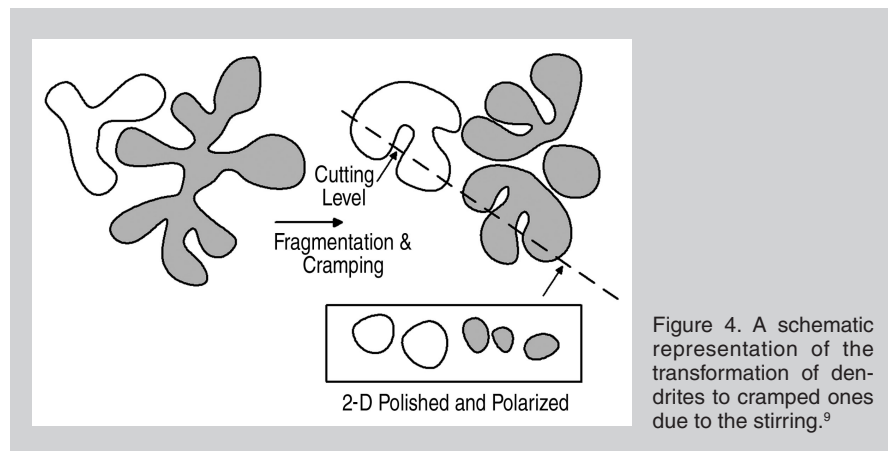 Cutting
Level
Fragmentation &
Cramping
2-D Polished and Polarized
Figure 4. A schematic
representation of the
transformation of den-
drites to cramped ones
due to the stirring.9